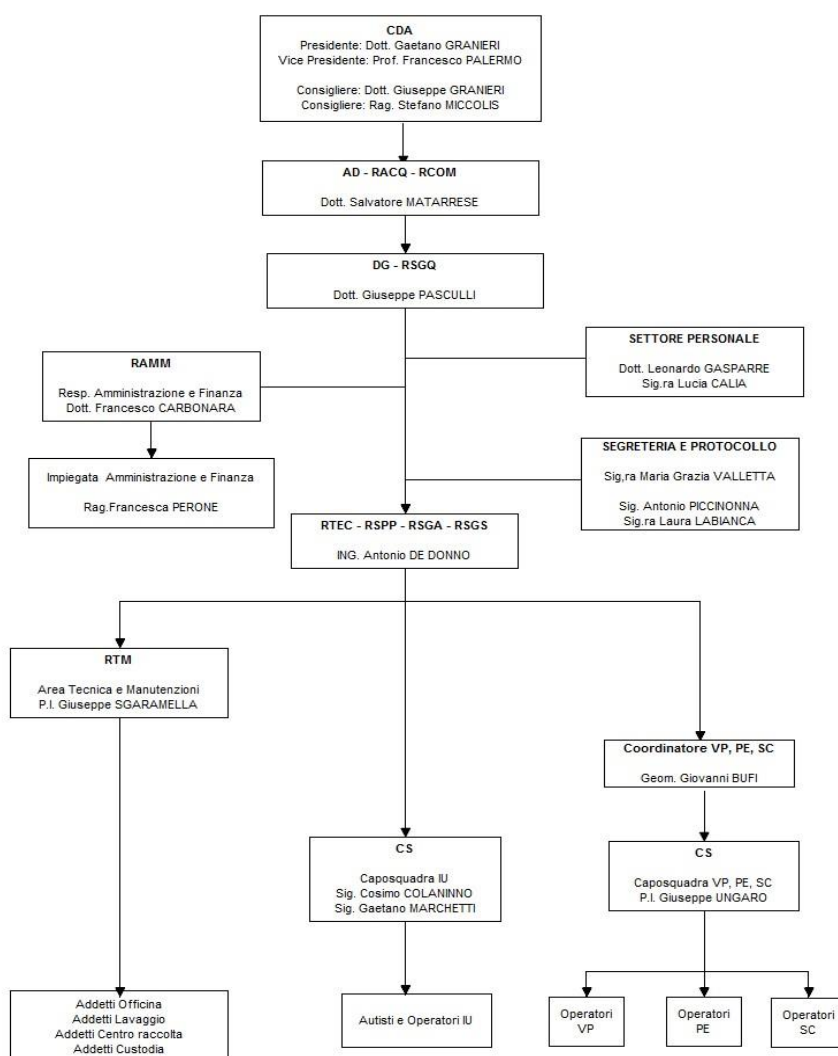 CDA
Presidente: Dott. Gaetano GRANIERI
Vice Presidente: Prof. Francesco PALERMO
Consigliere: Dott. Giuseppe GRANIERI
Consigliere: Rag. Stefano MICCOLIS
AD - RACQ - RCOM
Dott. Salvatore MATARRESE
DG - RSGQ
Dott. Giuseppe PASCULLI
SETTORE PERSONALE
Dott. Leonardo GASPARRE
Sig.ra Lucia CALIA
RAMM
Resp. Amministrazione e Finanza
Dott. Francesco CARBONARA
Impiegata Amministrazione e Finanza
Rag.Francesca PERONE
SEGRETERIA E PROTOCOLLO
Sig,ra Maria Grazia VALLETTA
Sig. Antonio PICCINONNA
Sig.ra Laura LABIANCA
RTEC - RSPP - RSGA - RSGS
ING. Antonio DE DONNO
RTM
Area Tecnica e Manutenzioni
P.I. Giuseppe SGARAMELLA
Coordinatore VP, PE, SC
Geom. Giovanni BUFI
CS
Caposquadra IU
Sig. Cosimo COLANINNO
Sig. Gaetano MARCHETTI
CS
Caposquadra VP, PE, SC
P.I. Giuseppe UNGARO
Addetti Officina
Addetti Lavaggio
Addetti Centro raccolta
Addetti Custodia
Autisti e Operatori IU
Operatori
VP
Operatori
PE
Operatori
SC